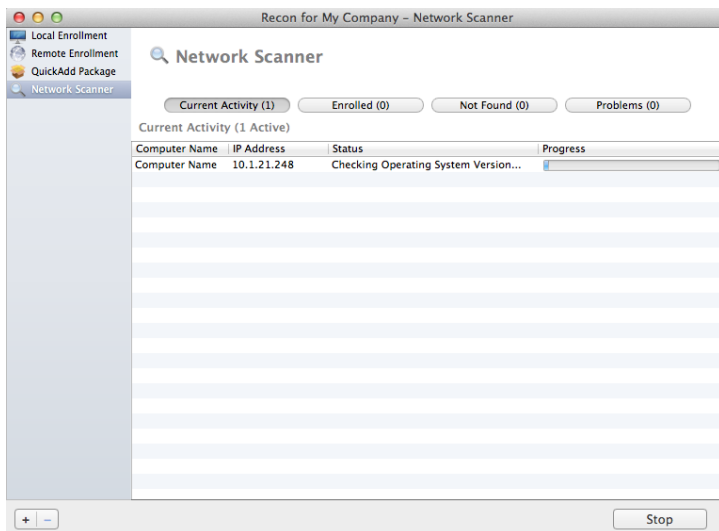 Recon for My Company – Network Scanner
Local Enrollment
Remote Enrollment
QuickAdd Package
Network Scanner
Network Scanner
Current Activity (1) Enrolled (0) Not Found (0) Problems (0)
Current Activity (1 Active)
Computer Name IP Address Status Progress
Computer Name 10.1.21.248 Checking Operating System Version...
+ –
Stop